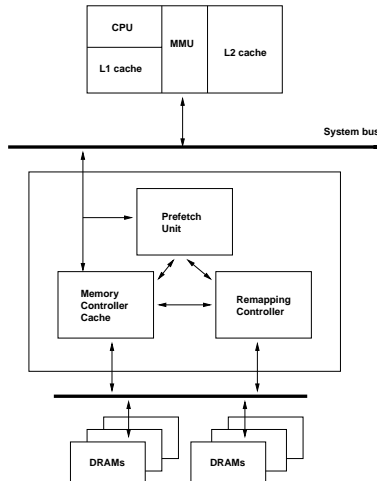 CPU
MMU
L2 cache
L1 cache
System bus
Prefetch
Unit
Memory
Controller
Cache
Remapping
Controller
DRAMs
DRAMs